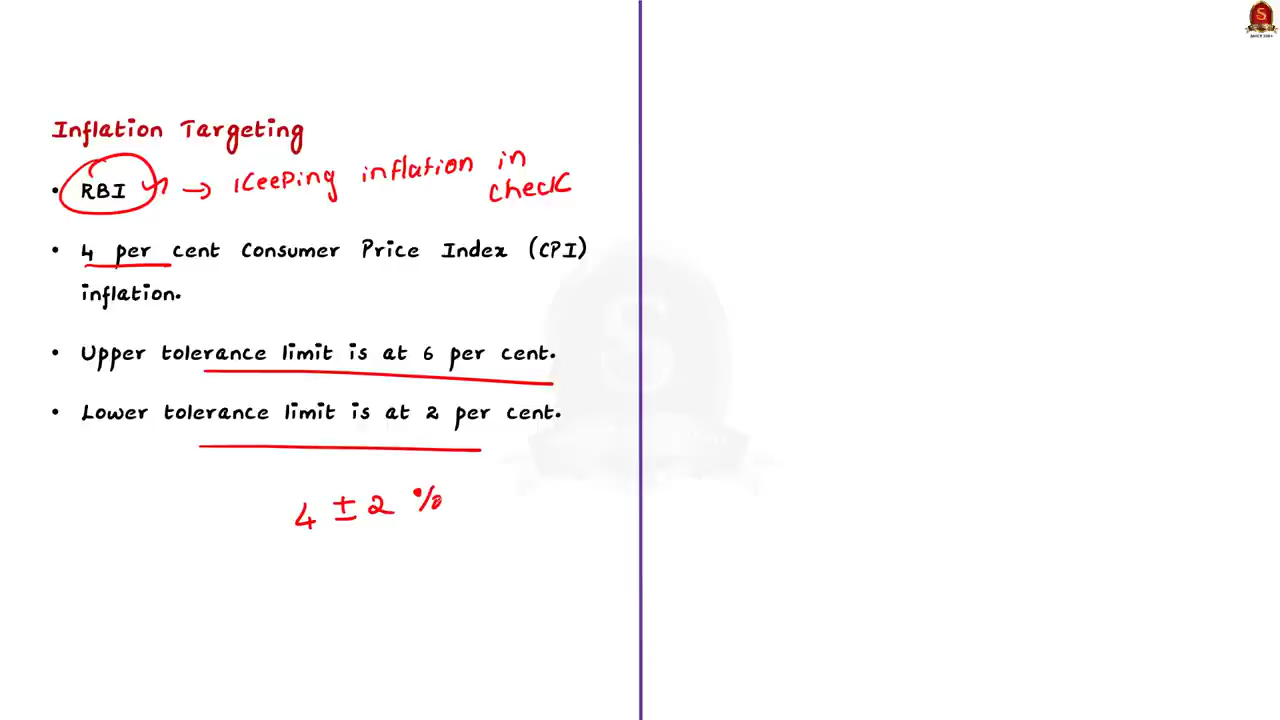 Inflation Targeting
• RBI → Keeping inflation in
check
• 4 per cent Consumer Price Index (CPI)
inflation.
• Upper tolerance limit is at 6 per cent.
• Lower tolerance limit is at 2 per cent.
4 ± 2 %